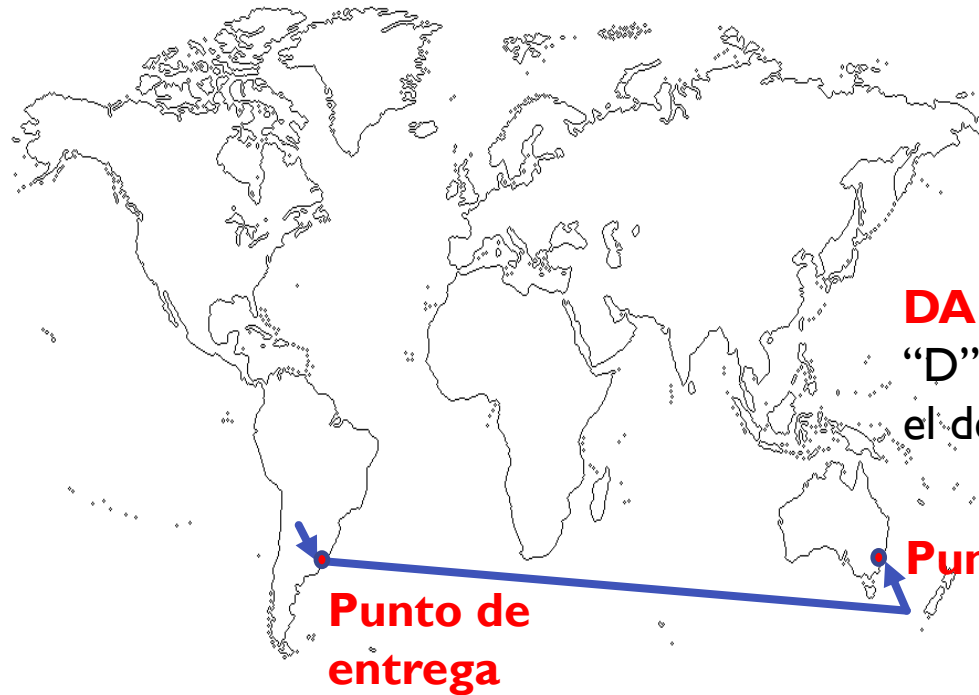 DA
“D”
el
Punto de
entrega